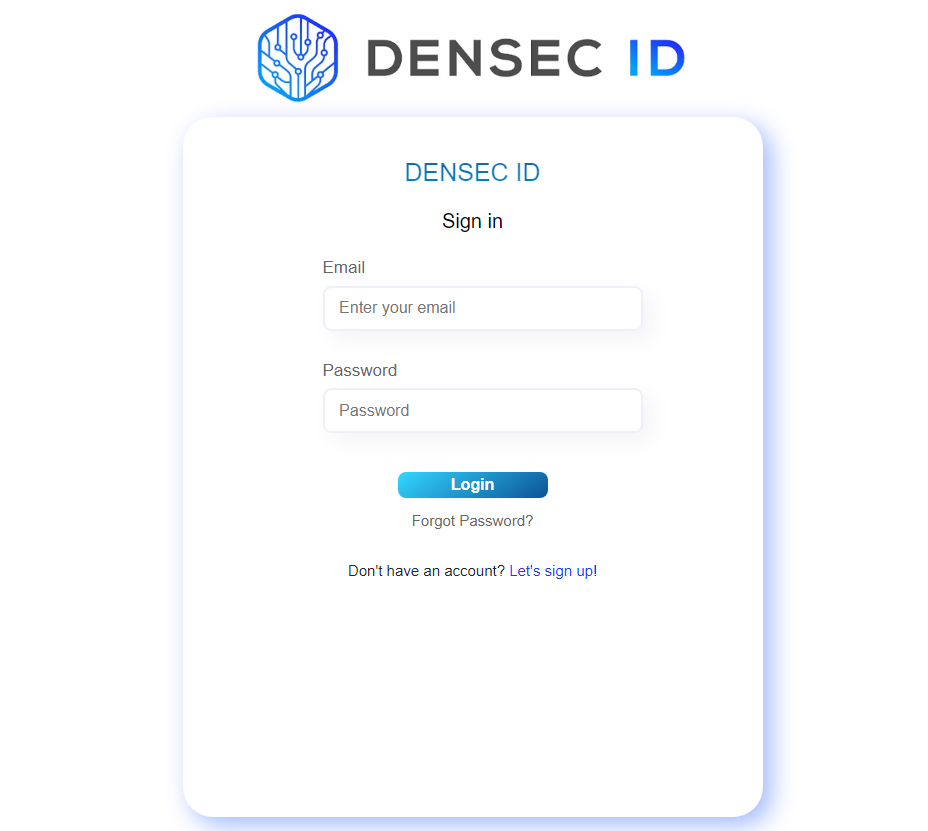 DENSEC ID
DENSEC ID
Sign in
Email
Enter your email
Password
Password
Login
Forgot Password?
Don't have an account? Let's sign up!